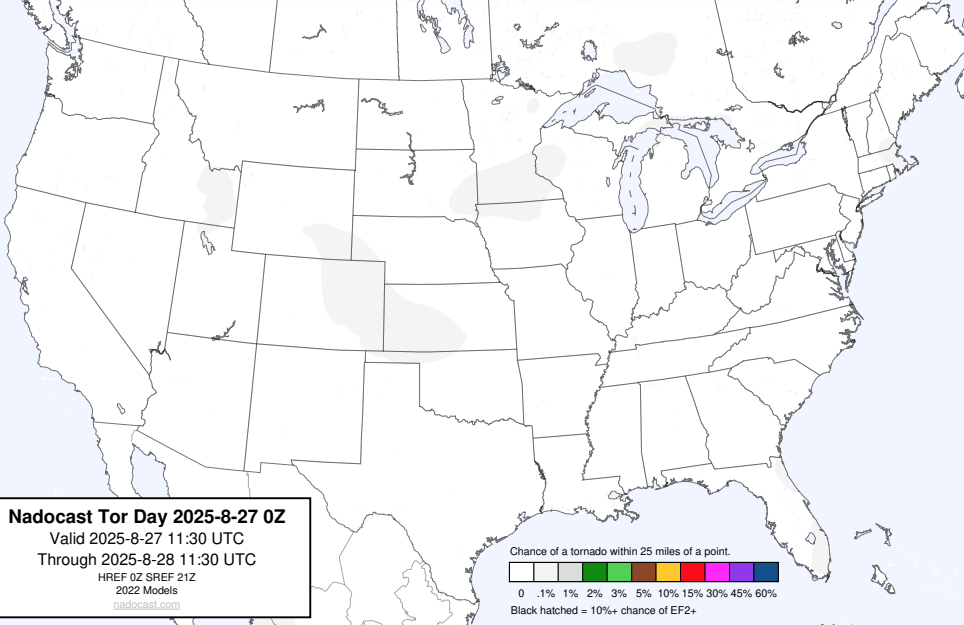 Nadocast Tor Day 2025-8-27 0Z
Valid 2025-8-27 11:30 UTC
Through 2025-8-28 11:30 UTC
HREF 0Z SREF 21Z
2022 Models
nadocast.com
Chance of a tornado within 25 miles of a point.
0 .1% 1% 2% 3% 5% 10% 15% 30% 45% 60%
Black hatched = 10%+ chance of EF2+